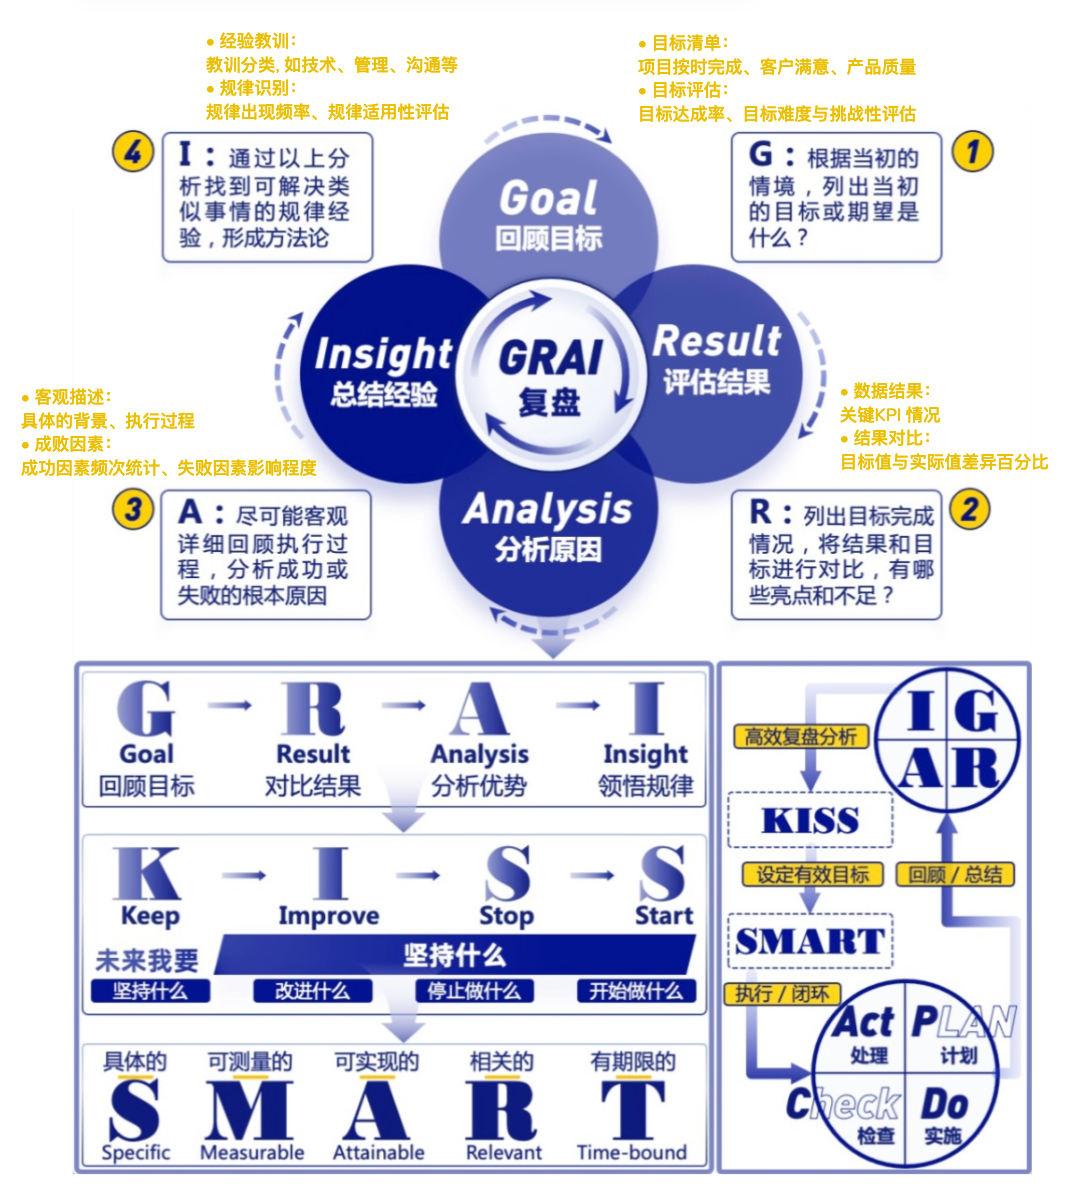 ● 经验教训：
教训分类, 如技术、管理、沟通等
● 规律识别：
规律出现频率、规律适用性评估
● 目标清单：
项目按时完成、客户满意、产品质量
● 目标评估：
目标达成率、目标难度与挑战性评估
4
I：通过以上分
析找到可解决类
似事情的规律经
验，形成方法论
Goal
回顾目标
G：根据当初的
情境，列出当初
的目标或期望是
什么？
1
Insight
总结经验
GRAI
复盘
Result
评估结果
● 客观描述：
具体的背景、执行过程
● 成败因素：
成功因素频次统计、失败因素影响程度
● 数据结果：
关键KPI 情况
● 结果对比：
目标值与实际值差异百分比
3
A：尽可能客观
详细回顾执行过
程，分析成功或
失败的根本原因
Analysis
分析原因
R：列出目标完成
情况，将结果和目
标进行对比，有哪
些亮点和不足？
2
G R A I
Goal Result Analysis Insight
回顾目标 对比结果 分析优势 领悟规律
K I S S
Keep Improve Stop Start
未来我要 坚持什么
坚持什么 改进什么 停止做什么 开始做什么
具体的 可测量的 可实现的 相关的 有期限的
S M A R T
Specific Measurable Attainable Relevant Time-bound
I G
A R
高效复盘分析
KISS
设定有效目标
回顾 / 总结
SMART
执行 / 闭环
Act PLAN
处理 计划
Check Do
检查 实施